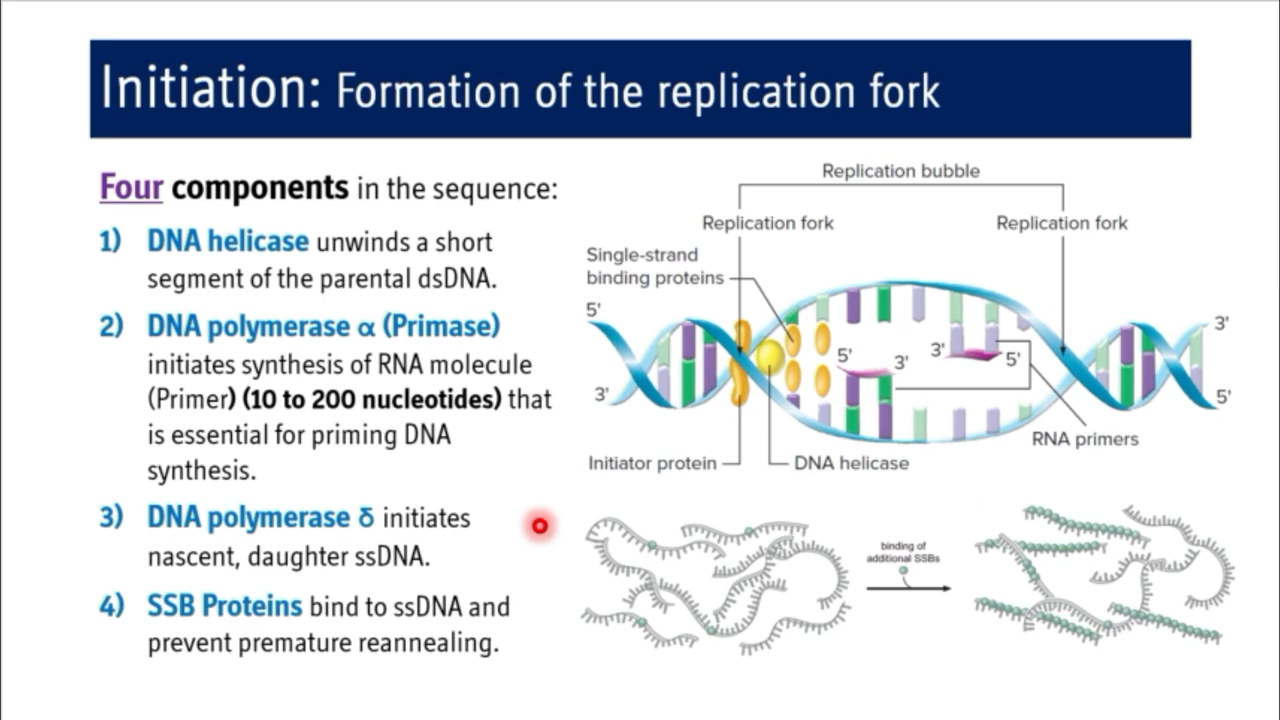 Initiation: Formation of the replication fork
Four components in the sequence:
1) DNA helicase unwinds a short
segment of the parental dsDNA.
2) DNA polymerase α (Primase)
initiates synthesis of RNA molecule
(Primer) (10 to 200 nucleotides) that
is essential for priming DNA
synthesis.
3) DNA polymerase δ initiates
nascent, daughter ssDNA.
4) SSB Proteins bind to ssDNA and
prevent premature reannealing.
Replication bubble
Replication fork
Replication fork
Single-strand
binding proteins
5'
3'
5'
3'
3'
5'
3'
5'
RNA primers
Initiator protein
DNA helicase
binding of
additional SSBs